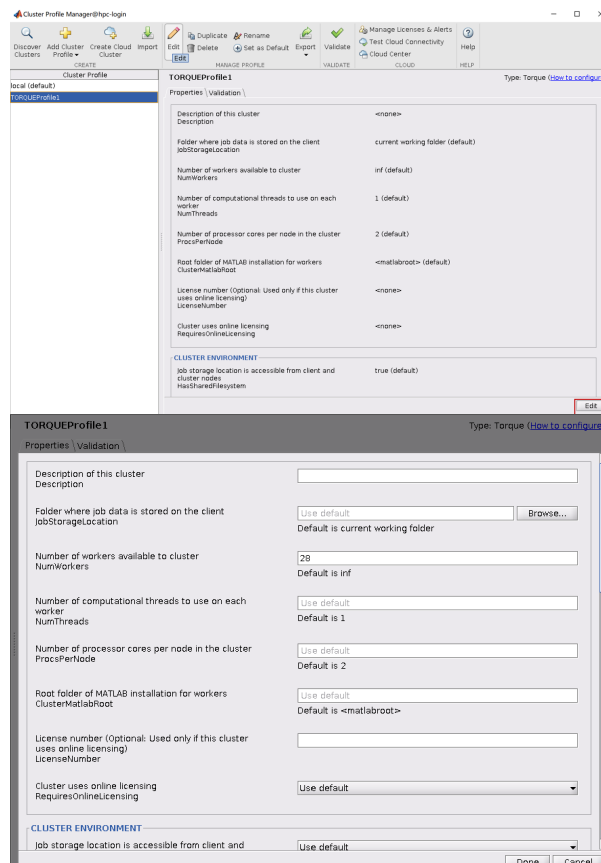 Cluster Profile Manager@hpc-login
Discover Clusters
Add Cluster Profile
Create Cloud Cluster
Import
Edit
Duplicate
Rename
Delete
Set as Default
Export
Validate
Manage Licenses & Alerts
Test Cloud Connectivity
Cloud Center
Help
Edit
CREATE
MANAGE PROFILE
VALIDATE
CLOUD
HELP
Cluster Profile
local (default)
TORQUEProfile1
TORQUEProfile1
Type: Torque (How to configur
Properties
Validation
Description of this cluster
Description
<none>
Folder where job data is stored on the client
JobStorageLocation
current working folder (default)
Number of workers available to cluster
NumWorkers
inf (default)
Number of computational threads to use on each
worker
NumThreads
1 (default)
Number of processor cores per node in the cluster
ProcsPerNode
2 (default)
Root folder of MATLAB installation for workers
ClusterMatlabRoot
<matlabroot> (default)
License number (Optional: Used only if this cluster
uses online licensing)
LicenseNumber
<none>
Cluster uses online licensing
RequiresOnlineLicensing
<none>
CLUSTER ENVIRONMENT
Job storage location is accessible from client and
cluster nodes
HasSharedFilesystem
true (default)
Edit
TORQUEProfile1
Type: Torque (How to configure
Properties
Validation
Description of this cluster
Description
Folder where job data is stored on the client
JobStorageLocation
Use default
Browse...
Default is current working folder
Number of workers available to cluster
NumWorkers
28
Default is inf
Number of computational threads to use on each
worker
NumThreads
Use default
Default is 1
Number of processor cores per node in the cluster
ProcsPerNode
Use default
Default is 2
Root folder of MATLAB installation for workers
ClusterMatlabRoot
Use default
Default is <matlabroot>
License number (Optional: Used only if this cluster
uses online licensing)
LicenseNumber
Cluster uses online licensing
RequiresOnlineLicensing
Use default
CLUSTER ENVIRONMENT
Job storage location is accessible from client and
Use default
Done
Cancel